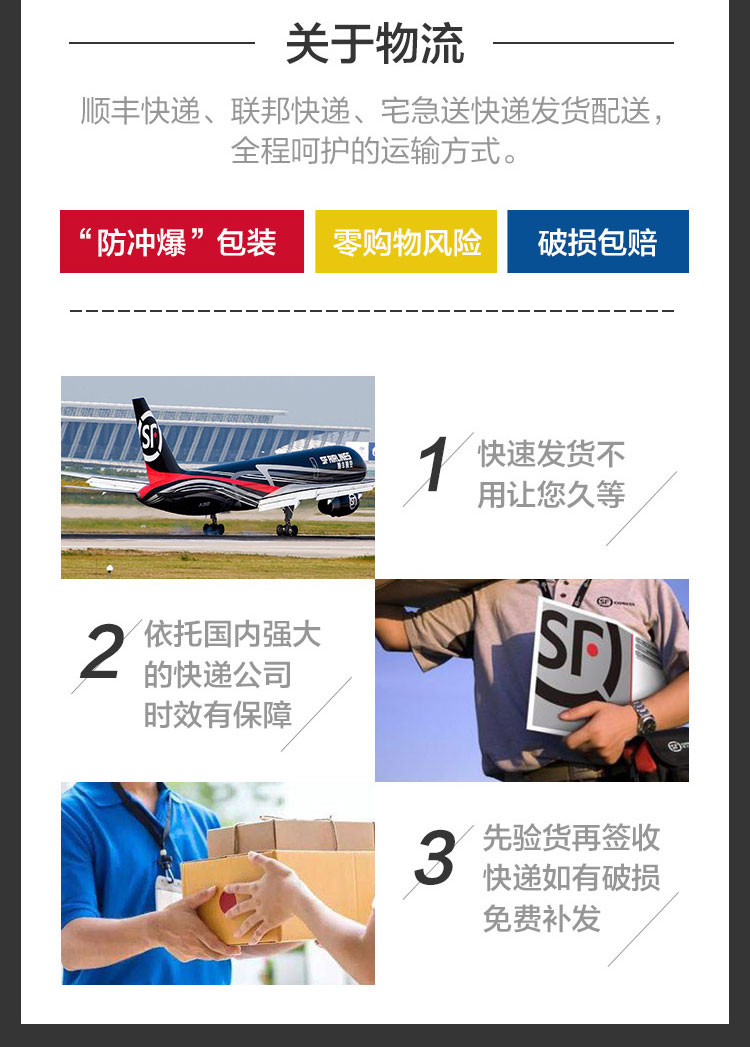 关于物流
顺丰快递、联邦快递、宅急送快递发货配送，
全程呵护的运输方式。
“防冲爆”包装
零购物风险
破损包赔
SF
SF AIRLINES
顺丰航空
1
快速发货不
用让您久等
2
依托国内强大
的快递公司
时效有保障
SF EXPRESS
SF
SF
3
先验货再签收
快递如有破损
免费补发